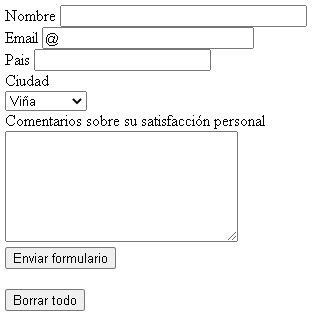 Nombre
Email @
Pais
Ciudad
Viña
Comentarios sobre su satisfacción personal
Enviar formulario
Borrar todo